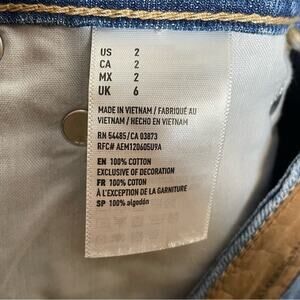 US 2
CA 2
MX 2
UK 6
MADE IN VIETNAM / FABRIQUÉ AU
VIETNAM / HECHO EN VIETNAM
RN 54485/CA 03873
RFC# AEM120605U9A
EN 100% COTTON
EXCLUSIVE OF DECORATION
FR 100% COTON
À L'EXCEPTION DE LA GARNITURE
SP 100% algodón